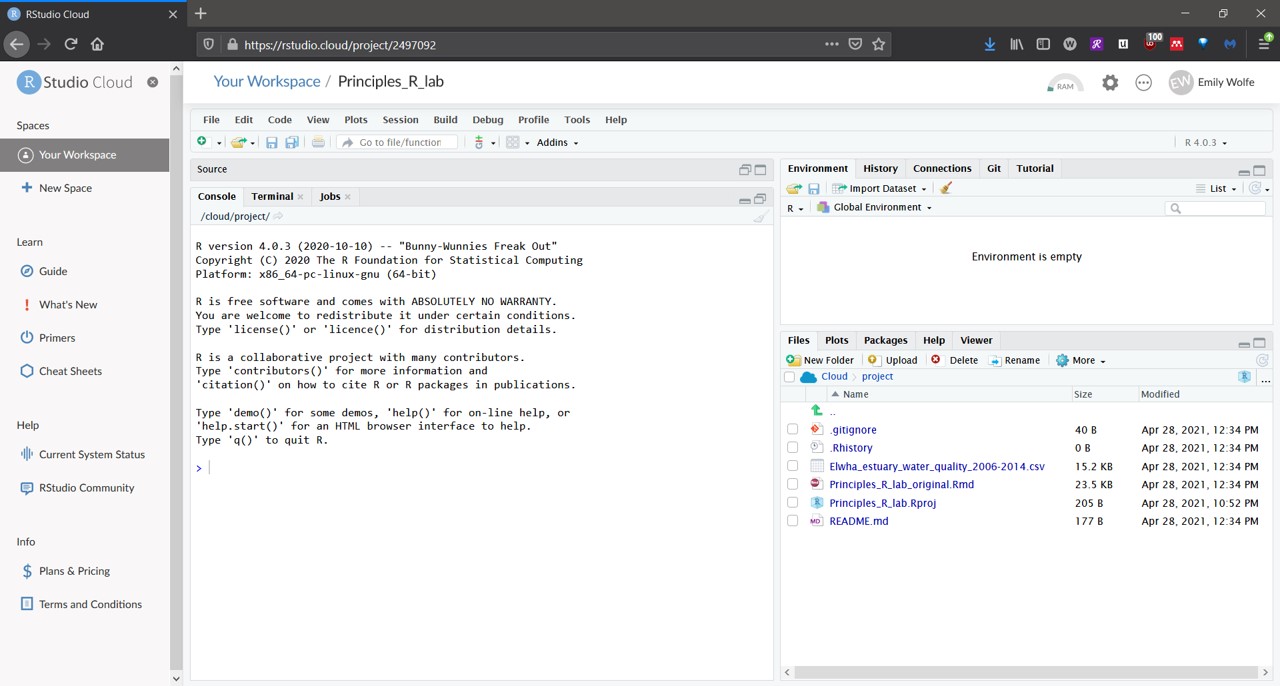 RStudio Cloud
https://rstudio.cloud/project/2497092
100
R Studio Cloud
Your Workspace / Principles_R_lab
RAM
EW Emily Wolfe
Spaces
Your Workspace
New Space
Learn
Guide
What's New
Primers
Cheat Sheets
Help
Current System Status
RStudio Community
Info
Plans & Pricing
Terms and Conditions
File Edit Code View Plots Session Build Debug Profile Tools Help
Go to file/function Addins R 4.0.3
Source
Console Terminal Jobs
/cloud/project/
R version 4.0.3 (2020-10-10) -- "Bunny-Wunnies Freak Out"
Copyright (C) 2020 The R Foundation for Statistical Computing
Platform: x86_64-pc-linux-gnu (64-bit)
R is free software and comes with ABSOLUTELY NO WARRANTY.
You are welcome to redistribute it under certain conditions.
Type 'license()' or 'licence()' for distribution details.
R is a collaborative project with many contributors.
Type 'contributors()' for more information and
'citation()' on how to cite R or R packages in publications.
Type 'demo()' for some demos, 'help()' for on-line help, or
'help.start()' for an HTML browser interface to help.
Type 'q()' to quit R.
>
Environment History Connections Git Tutorial
Import Dataset List
R Global Environment
Environment is empty
Files Plots Packages Help Viewer
New Folder Upload Delete Rename More
Cloud project ...
Name Size Modified
..
.gitignore 40 B Apr 28, 2021, 12:34 PM
.Rhistory 0 B Apr 28, 2021, 12:34 PM
Elwha_estuary_water_quality_2006-2014.csv 15.2 KB Apr 28, 2021, 12:34 PM
Principles_R_lab_original.Rmd 23.5 KB Apr 28, 2021, 12:34 PM
Principles_R_lab.Rproj 205 B Apr 28, 2021, 10:52 PM
README.md 177 B Apr 28, 2021, 12:34 PM